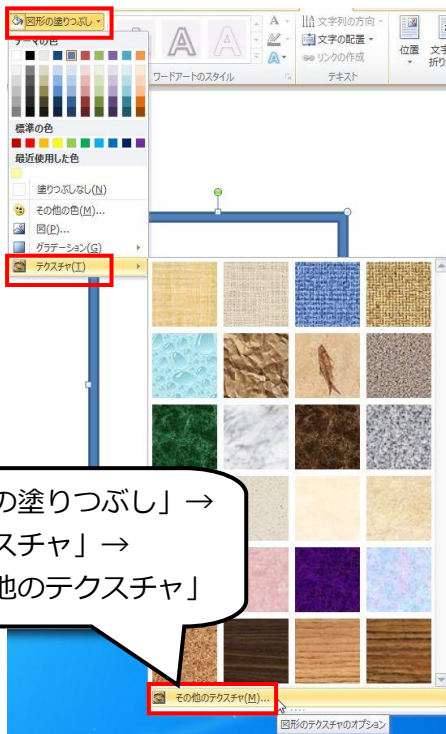 図形の塗りつぶし
テーマの色
標準の色
最近使用した色
塗りつぶしなし(N)
その他の色(M)...
図(P)...
グラデーション(G)
テクスチャ(T)
A A
ワードアートのスタイル
A
A
文字列の方向
文字の配置
リンクの作成
テキスト
位置
文字
折り
の塗りつぶし」→
スチャ」→
他のテクスチャ」
その他のテクスチャ(M)...
図形のテクスチャのオプション